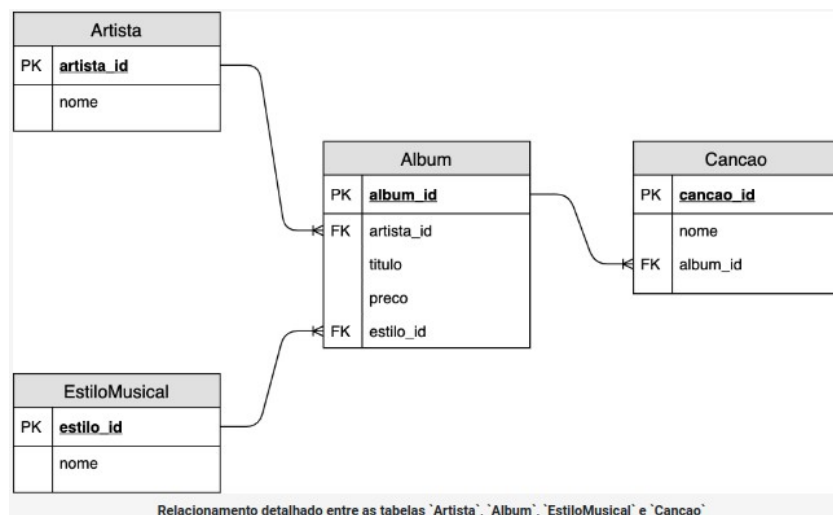 Artista
PK artista_id
nome
Album
PK album_id
FK artista_id
titulo
preco
FK estilo_id
Cancao
PK cancao_id
nome
FK album_id
EstiloMusical
PK estilo_id
nome
Relacionamento detalhado entre as tabelas `Artista`, `Album`, `EstiloMusical` e `Cancao`